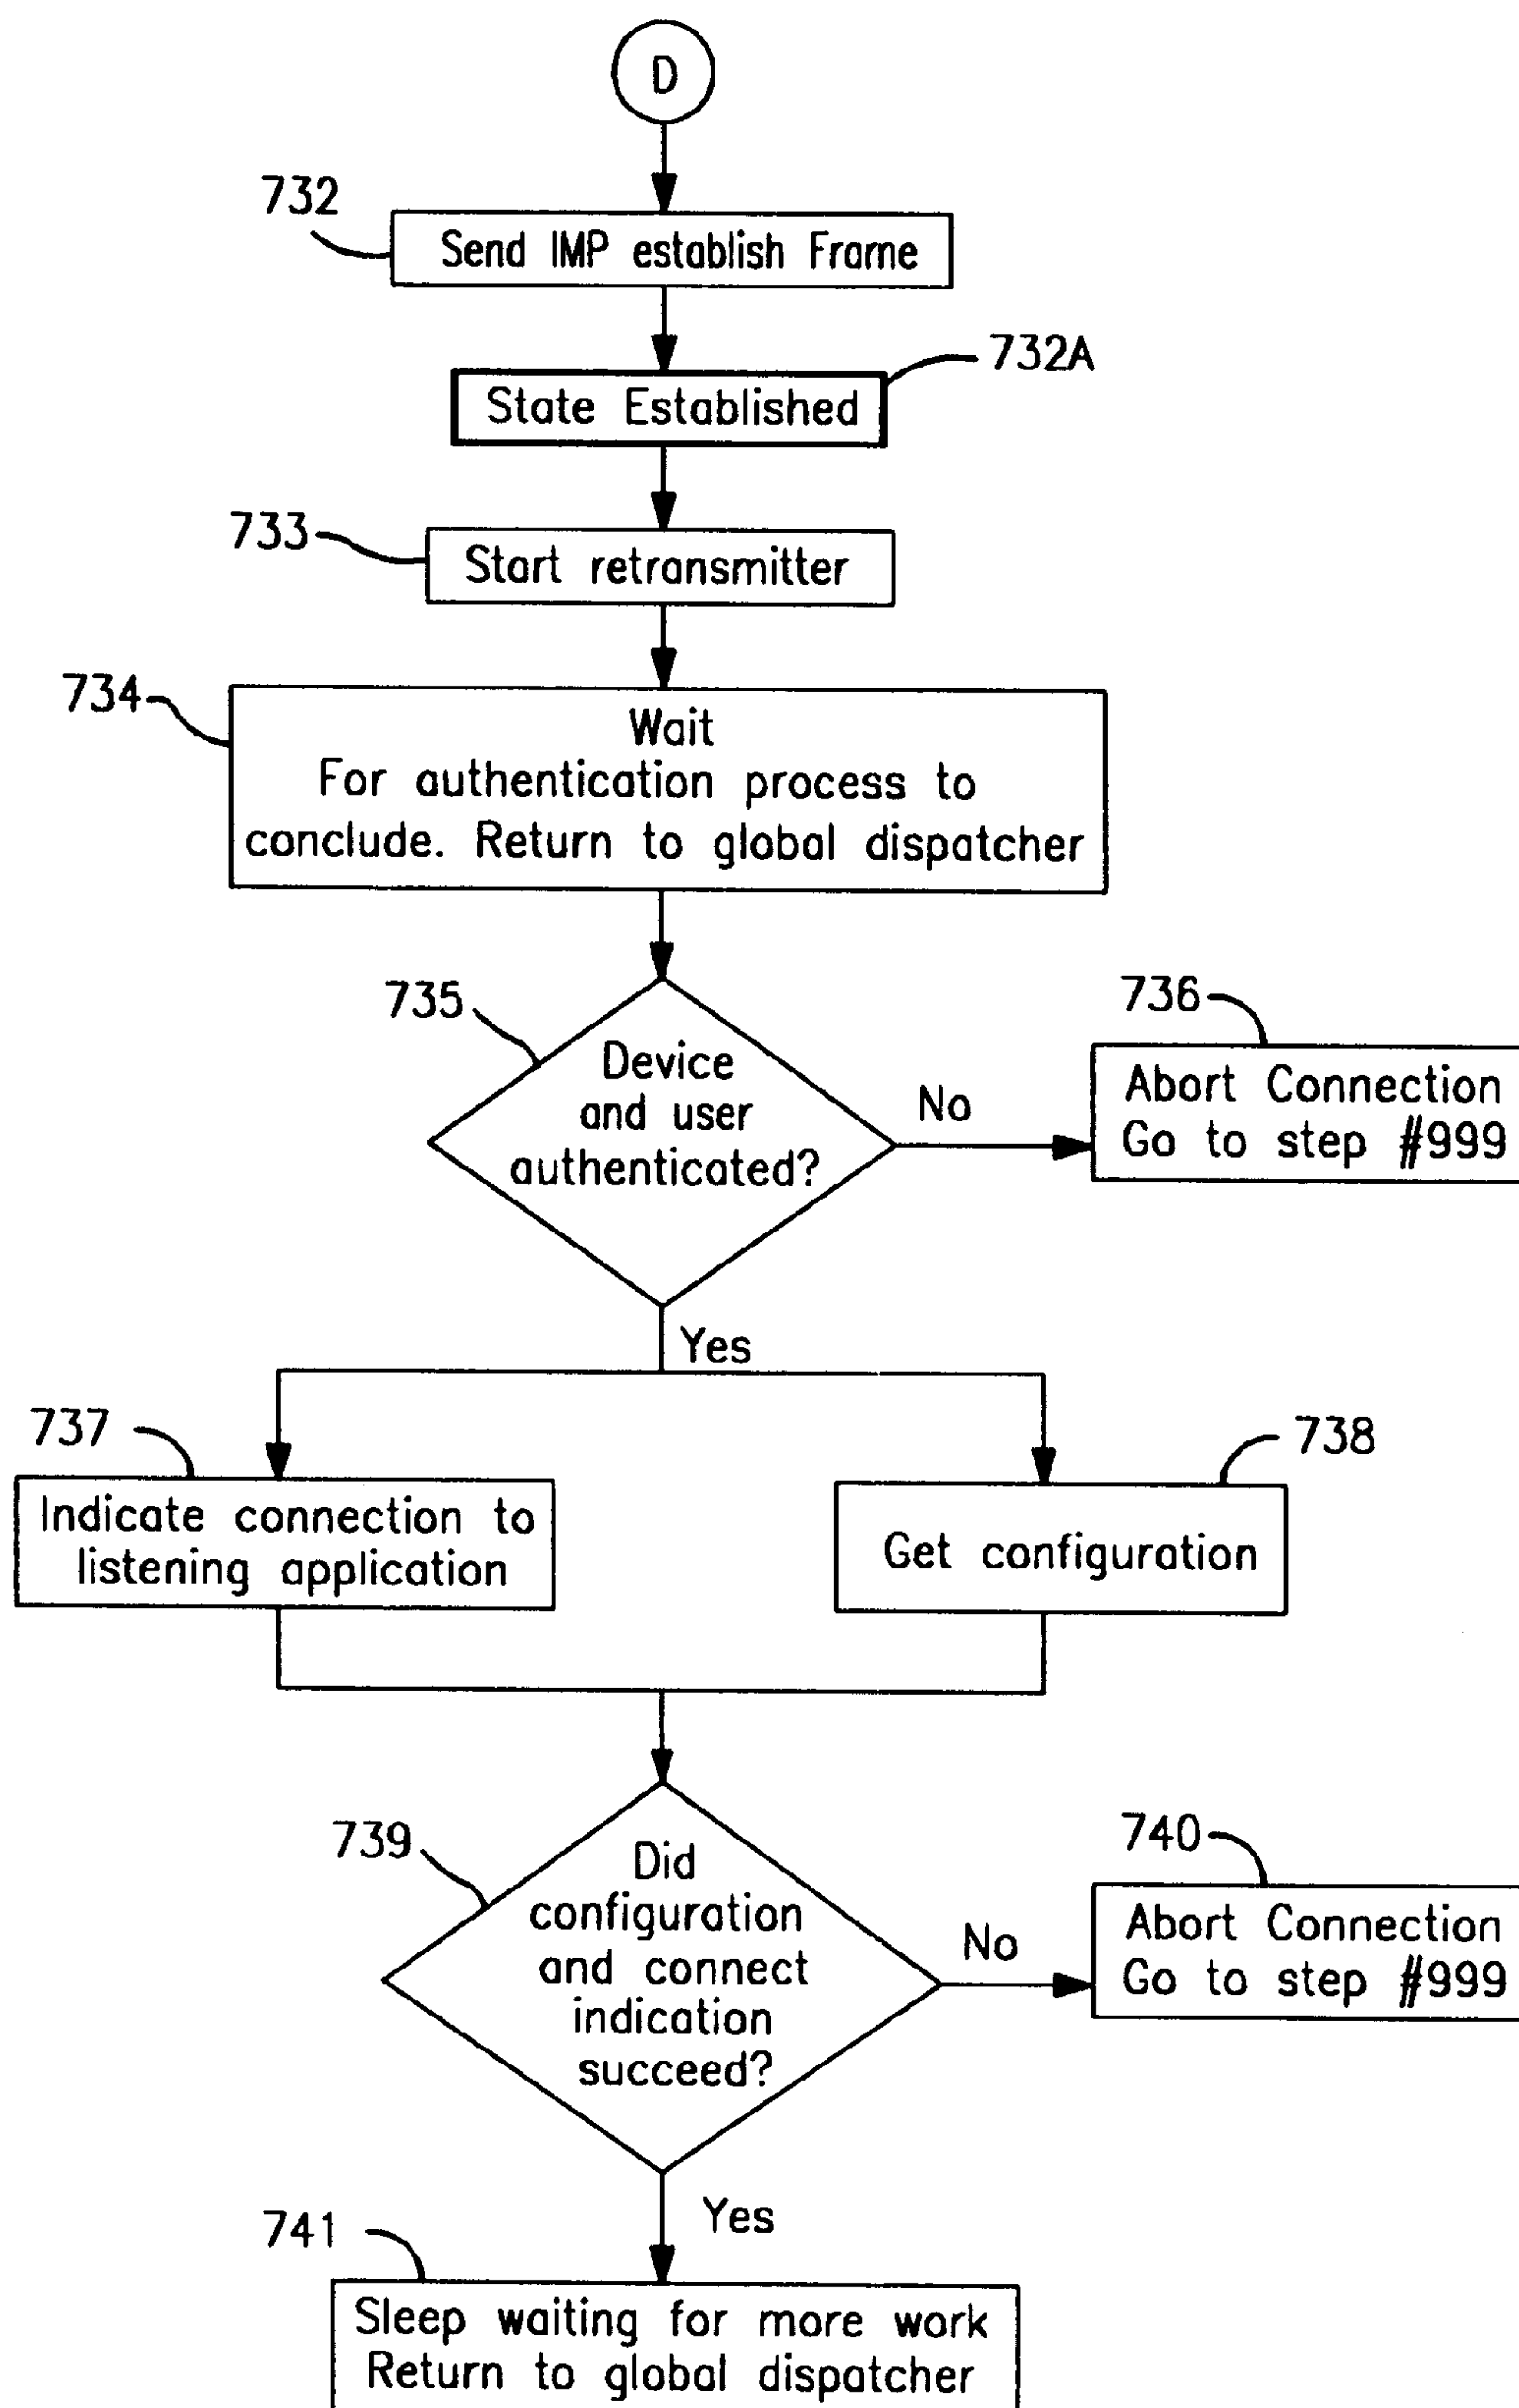 D
732
Send IMP establish Frame
732A
State Established
733
Start retransmitter
734
Wait
For authentication process to
conclude. Return to global dispatcher
735
Device
and user
authenticated?
No
736
Abort Connection
Go to step #999
Yes
737
Indicate connection to
listening application
738
Get configuration
739
Did
configuration
and connect
indication
succeed?
No
740
Abort Connection
Go to step #999
Yes
741
Sleep waiting for more work
Return to global dispatcher